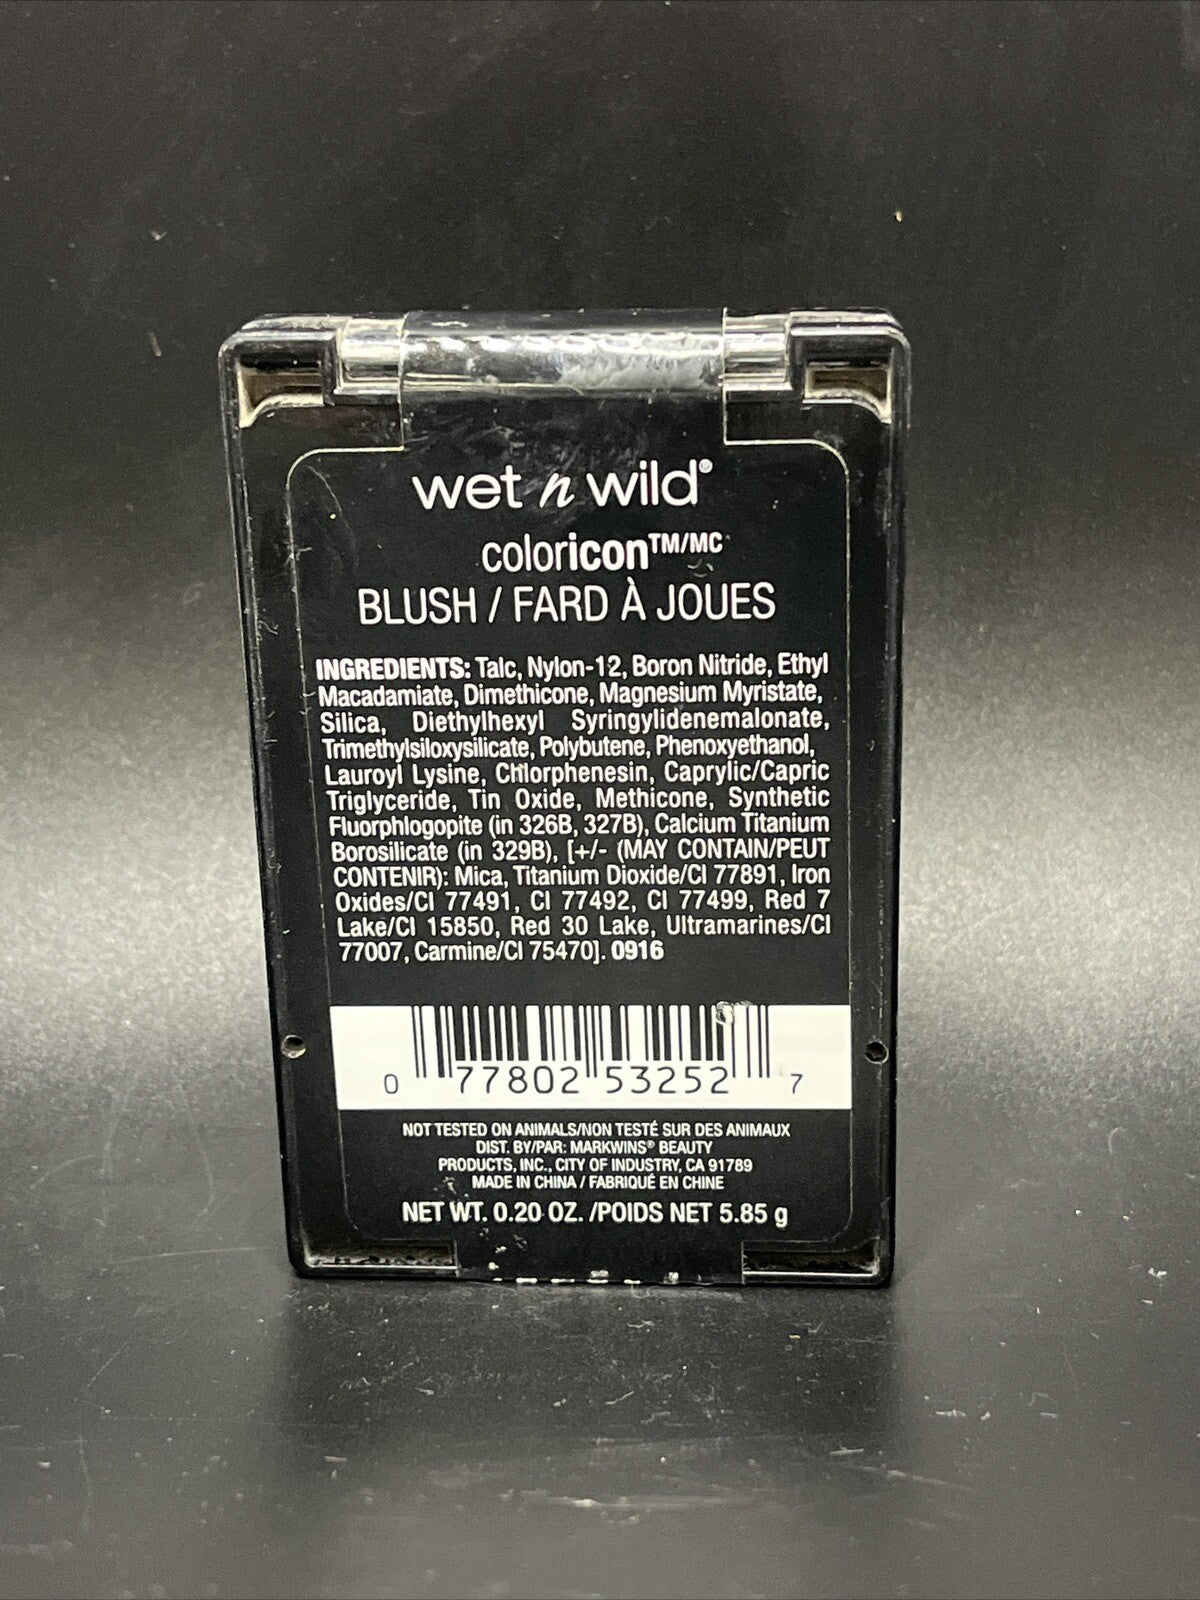 wet n wild®
coloricon™/MC
BLUSH / FARD À JOUES
INGREDIENTS: Talc, Nylon-12, Boron Nitride, Ethyl
Macadamiate, Dimethicone, Magnesium Myristate,
Silica, Diethylhexyl Syringylidenemalonate,
Trimethylsiloxysilicate, Polybutene, Phenoxyethanol,
Lauroyl Lysine, Chlorphenesin, Caprylic/Capric
Triglyceride, Tin Oxide, Methicone, Synthetic
Fluorphlogopite (in 326B, 327B), Calcium Titanium
Borosilicate (in 329B), [+/- (MAY CONTAIN/PEUT
CONTENIR): Mica, Titanium Dioxide/CI 77891, Iron
Oxides/CI 77491, CI 77492, CI 77499, Red 7
Lake/CI 15850, Red 30 Lake, Ultramarines/CI
77007, Carmine/CI 75470]. 0916
0 77802 53252 7
NOT TESTED ON ANIMALS/NON TESTÉ SUR DES ANIMAUX
DIST. BY/PAR: MARKWINS® BEAUTY
PRODUCTS, INC., CITY OF INDUSTRY, CA 91789
MADE IN CHINA / FABRIQUÉ EN CHINE
NET WT. 0.20 OZ. /POIDS NET 5.85 g